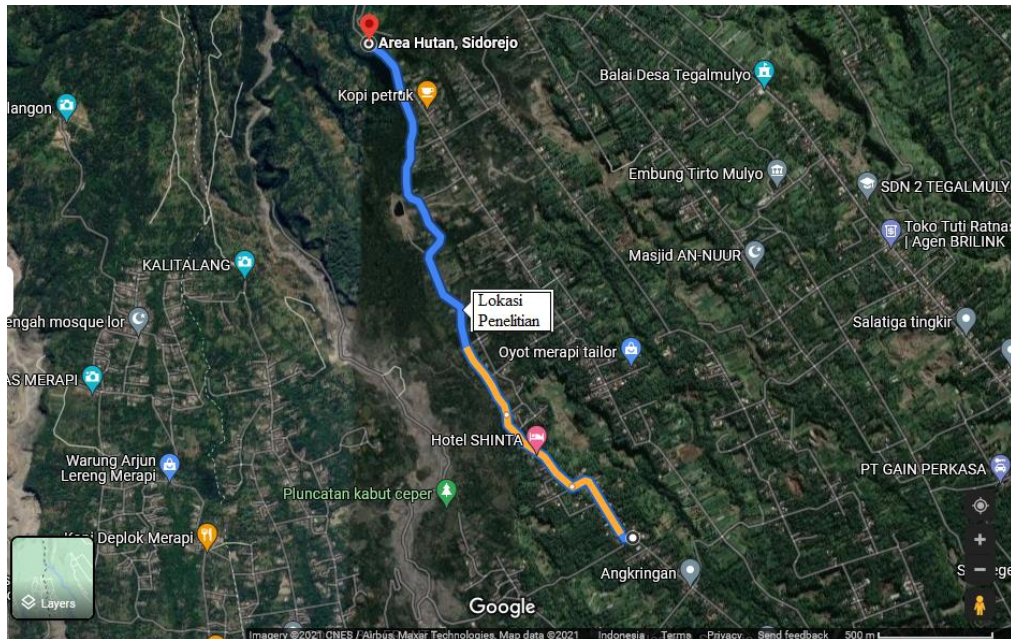 Area Hutan, Sidorejo
Kopi petruk
Balai Desa Tegalmulyo
langon
Embung Tirto Mulyo
SDN 2 TEGALMULY
Toko Tuti Ratnas
| Agen BRILINK
Masjid AN-NUUR
KALITALANG
Lokasi
Penelitian
engah mosque lor
Salatiga tingkir
Oyot merapi tailor
AS MERAPI
Hotel SHINTA
Warung Arjun
Lereng Merapi
PT GAIN PERKASA
Pluncatan kabut ceper
Kopi Deplok Merapi
Angkringan
Layers
Google
Imagery ©2021 CNES / Airbus, Maxar Technologies, Map data ©2021 Indonesia Terms Privacy Send feedback 500 m